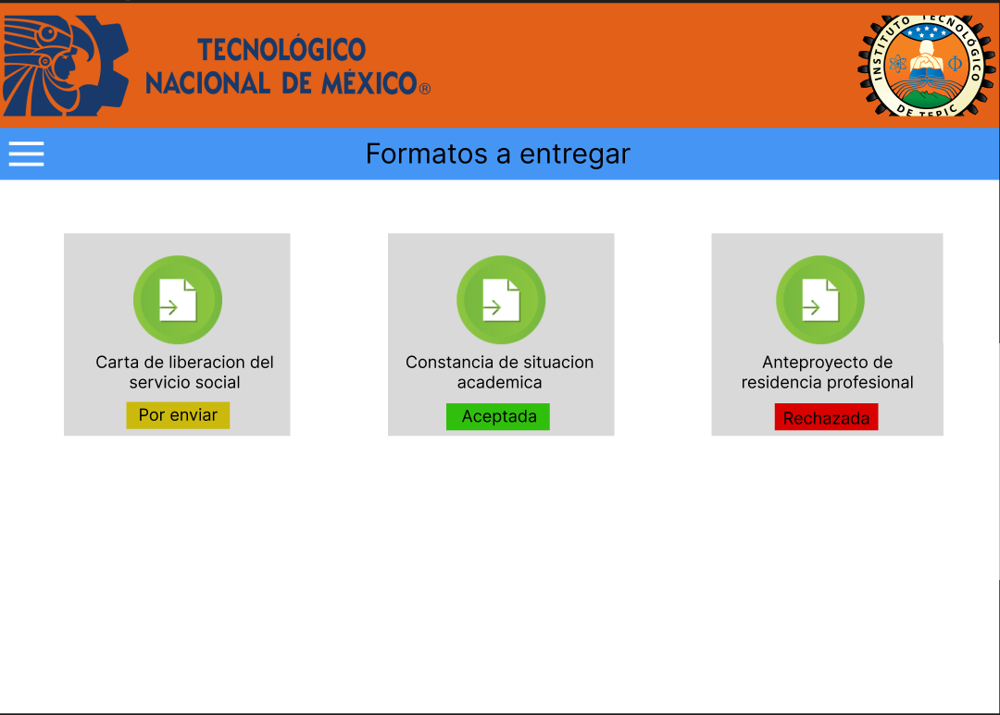 TECNOLÓGICO
NACIONAL DE MÉXICO®
INSTITUTO TECNOLÓGICO
DE TEPIC
Formatos a entregar
Carta de liberacion del
servicio social
Por enviar
Constancia de situacion
academica
Aceptada
Anteproyecto de
residencia profesional
Rechazada